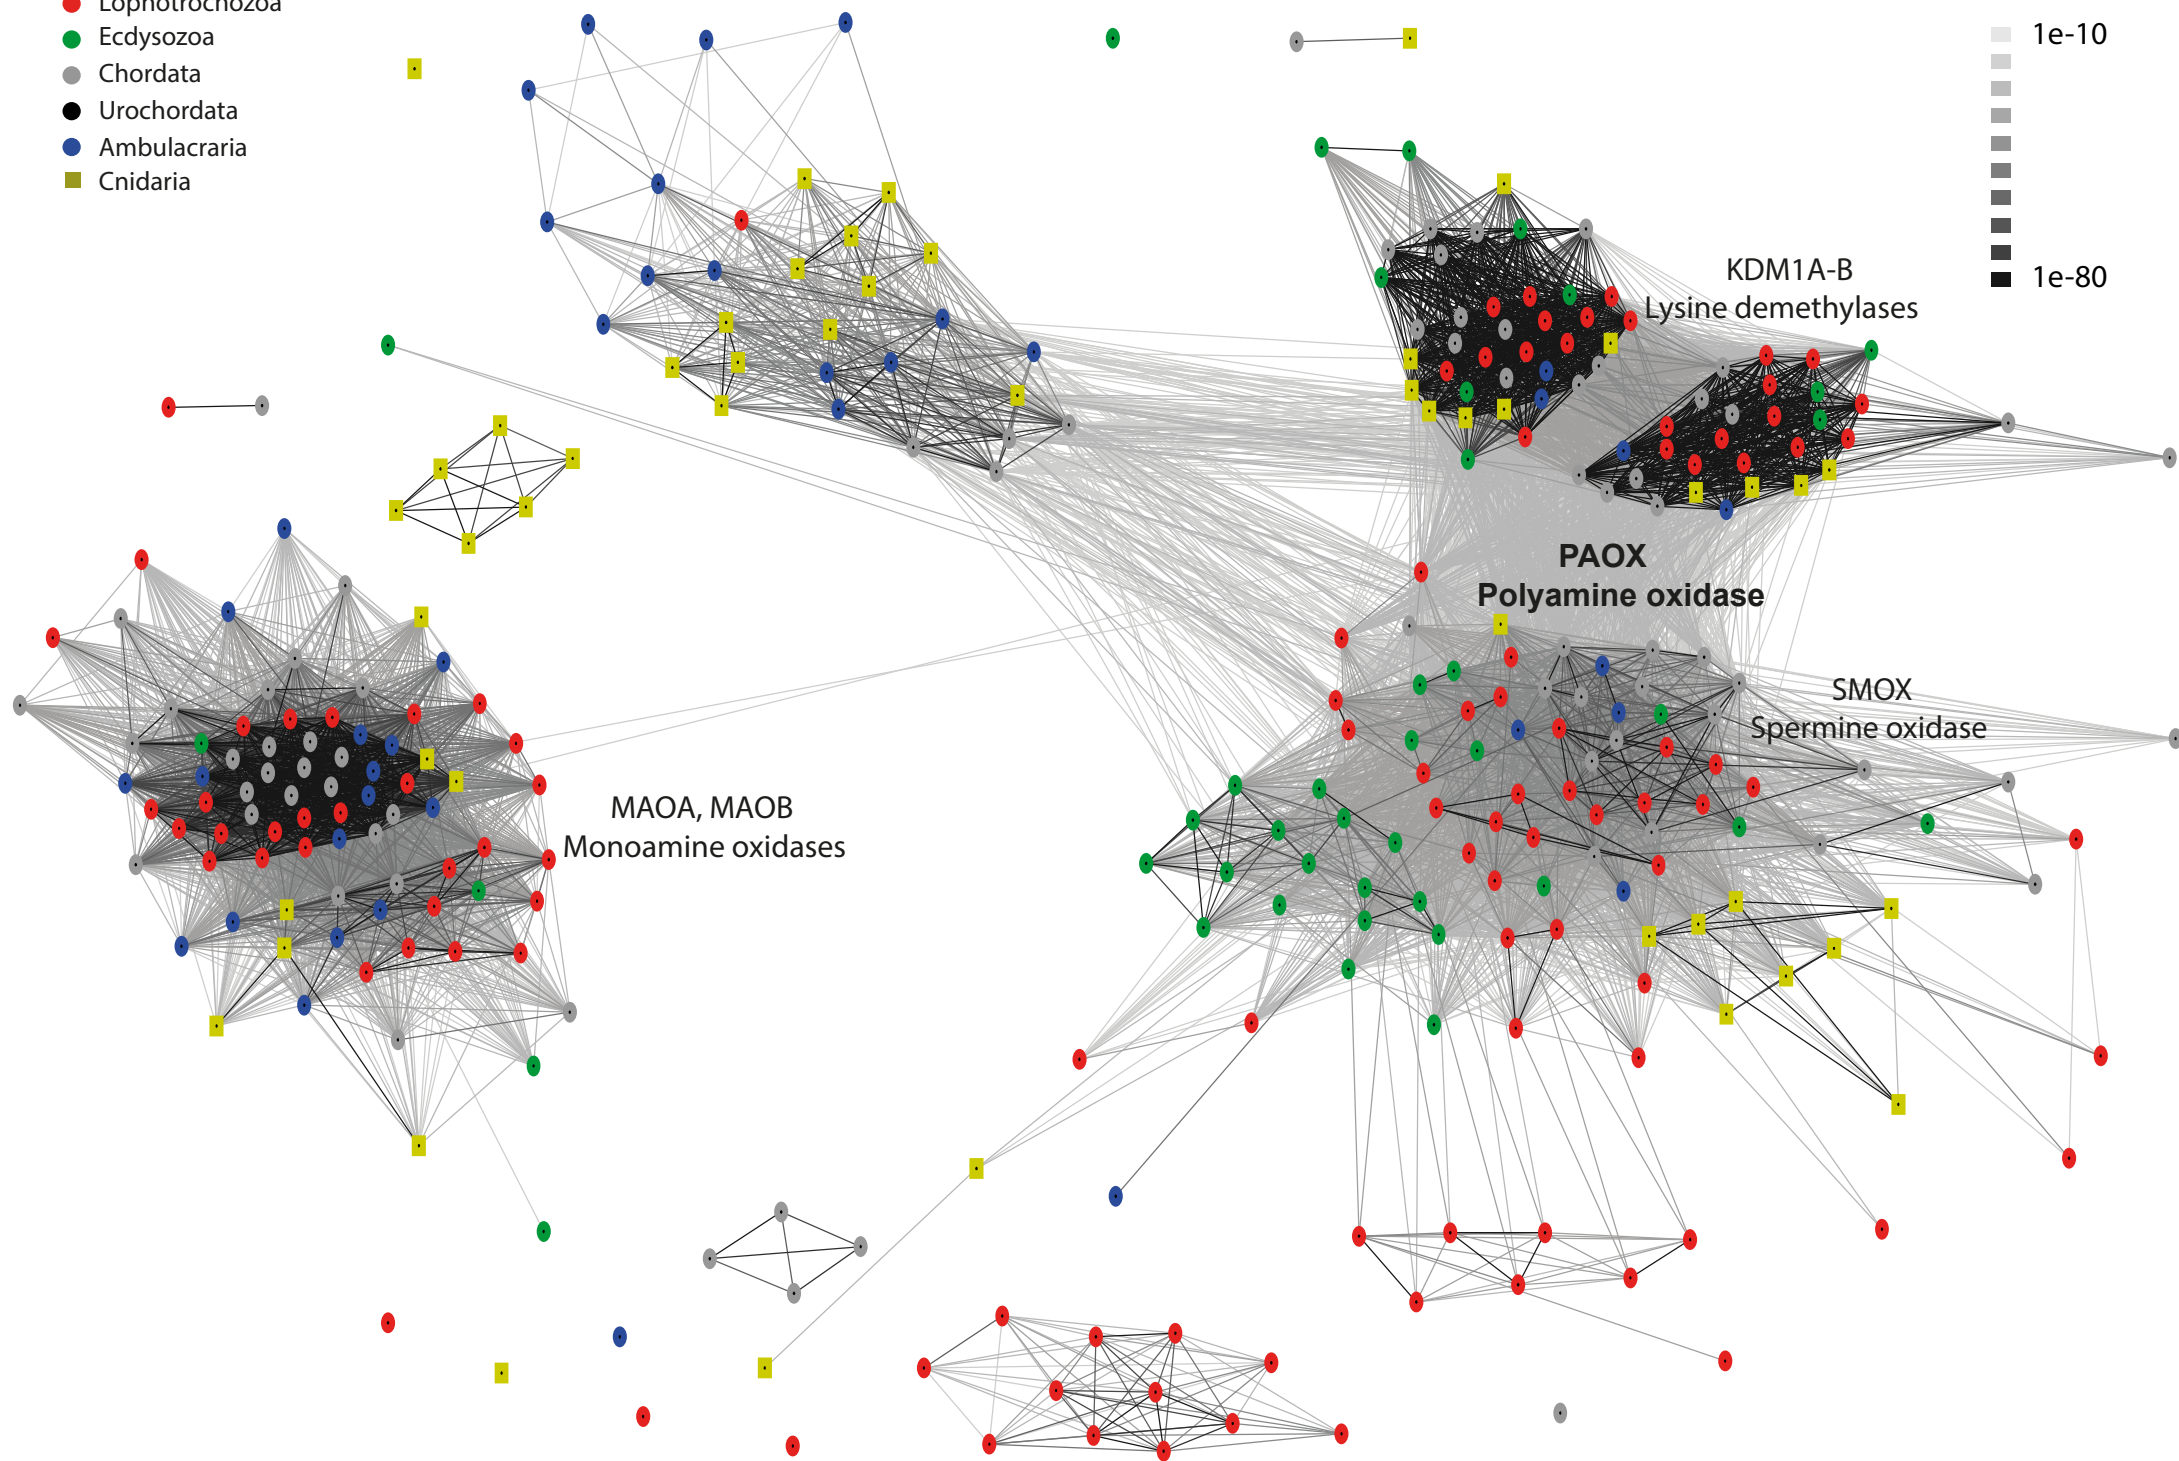 Lophotrochozoa
Ecdysozoa
Chordata
Urochordata
Ambulacraria
Cnidaria
1e-10
1e-80
KDM1A-B
Lysine demethylases
PAOX
Polyamine oxidase
SMOX
Spermine oxidase
MAOA, MAOB
Monoamine oxidases